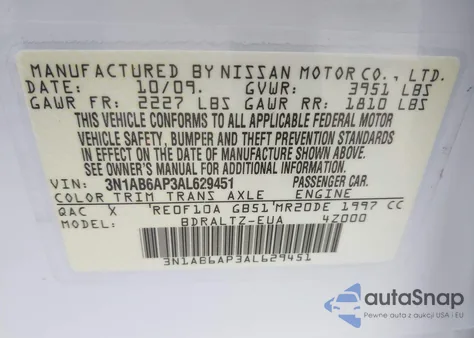 MANUFACTURED BY NISSAN MOTOR CO., LTD.
DATE: 10/09. GVWR: 3951 LBS
GAWR FR: 2227 LBS GAWR RR: 1810 LBS
THIS VEHICLE CONFORMS TO ALL APPLICABLE FEDERAL MOTOR
VEHICLE SAFETY, BUMPER AND THEFT PREVENTION STANDARDS
IN EFFECT ON THE DATE OF MANUFACTURE SHOWN ABOVE.
SEE OWNER'S MANUAL FOR ADDITIONAL INFORMATION
VIN: 3N1AB6AP3AL629451 PASSENGER CAR.
COLOR TRIM TRANS AXLE ENGINE
QAC X 'RE0F10A GB51'MR20DE 1997 CC
MODEL: BDRALTZ-EUA 4Z000
3N1AB6AP3AL629451
autoSnap
Pewne auta z USA i EU